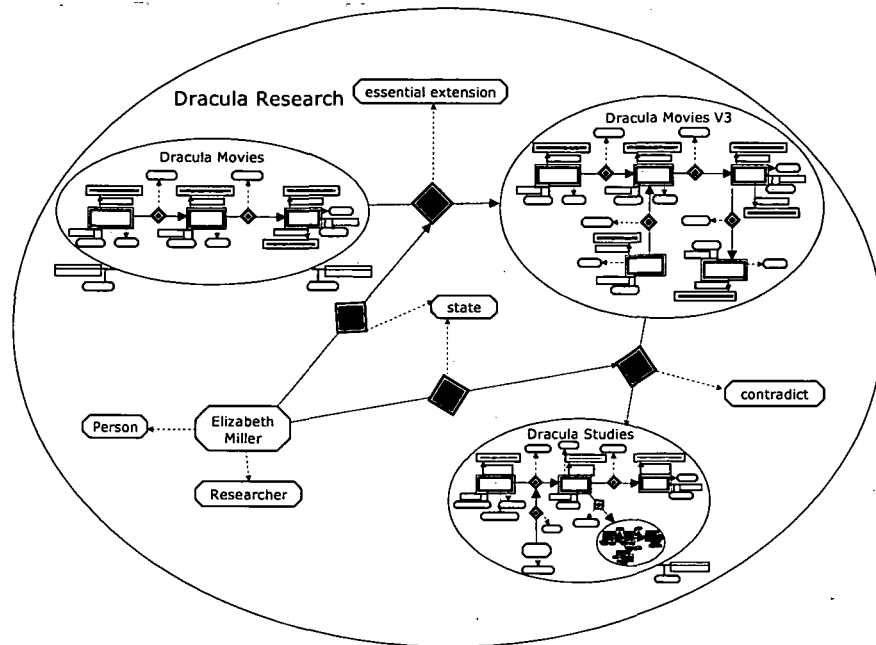 essential extension
Dracula Research
Dracula Movies V3
Dracula Movies
state
contradict
Person
Elizabeth
Miller
Dracula Studies
Researcher